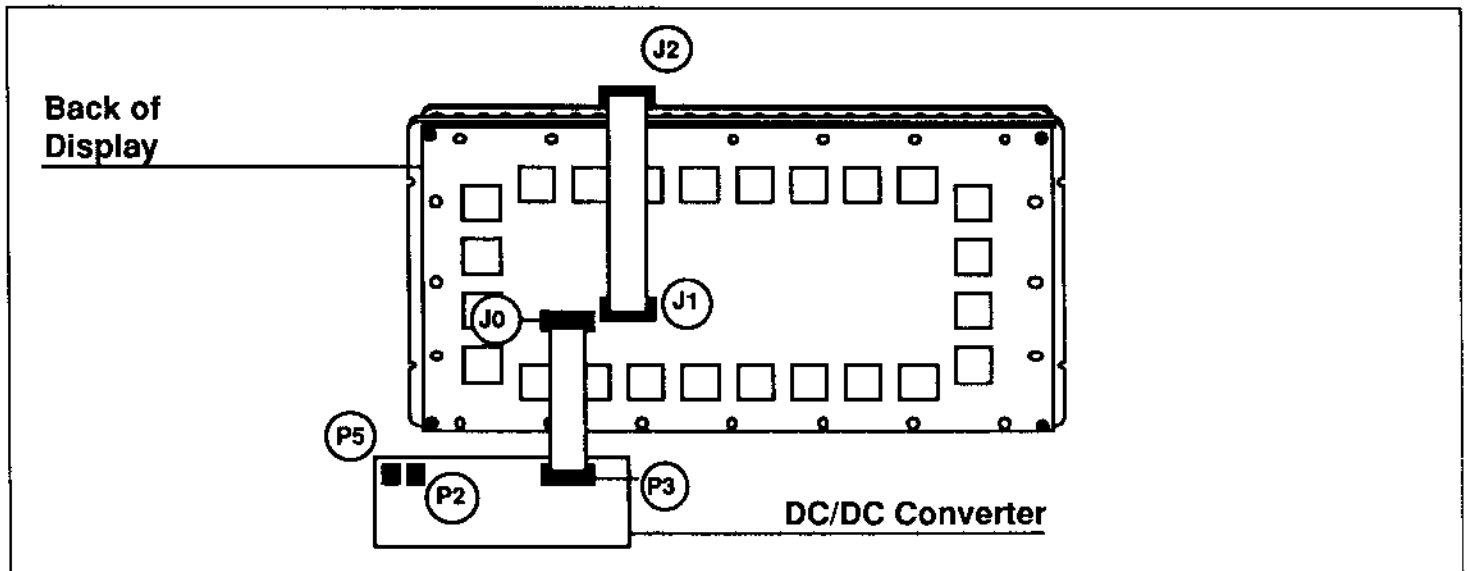 J2
Back of
Display
J1
J0
P5
P2
P3
DC/DC Converter